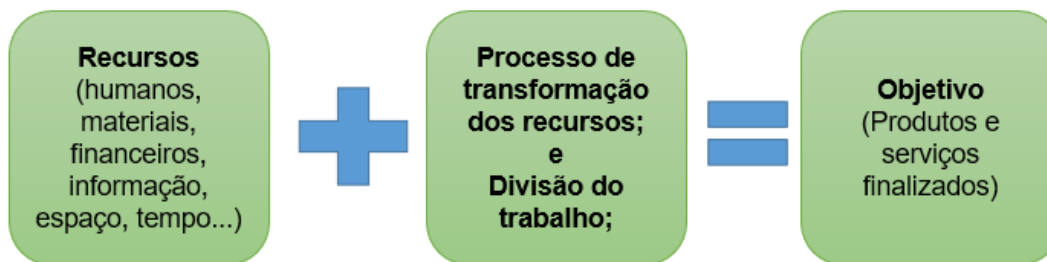 Recursos
(humanos,
materiais,
financeiros,
informação,
espaço, tempo...)
Processo de
transformação
dos recursos;
e
Divisão do
trabalho;
Objetivo
(Produtos e
serviços
finalizados)